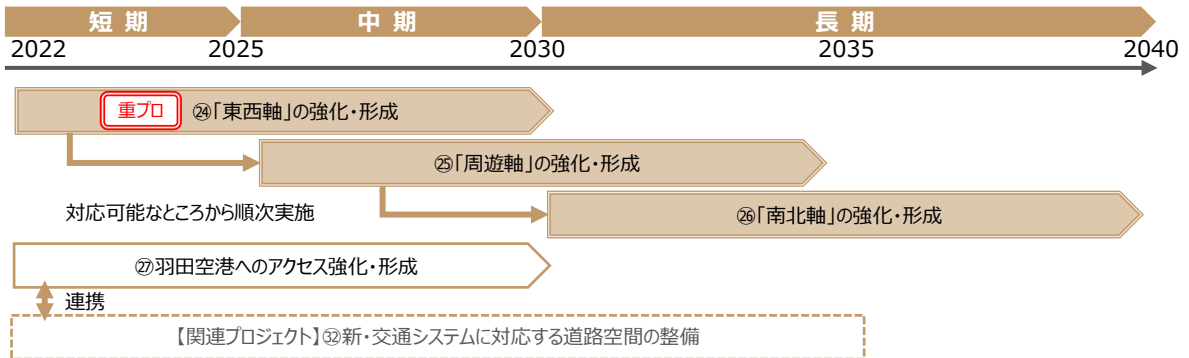 短 期
中 期
長 期
2022
2025
2030
2035
2040
重プロ ㉔「東西軸」の強化・形成
㉕「周遊軸」の強化・形成
対応可能なところから順次実施
㉖「南北軸」の強化・形成
㉗羽田空港へのアクセス強化・形成
連携
【関連プロジェクト】㉜新・交通システムに対応する道路空間の整備